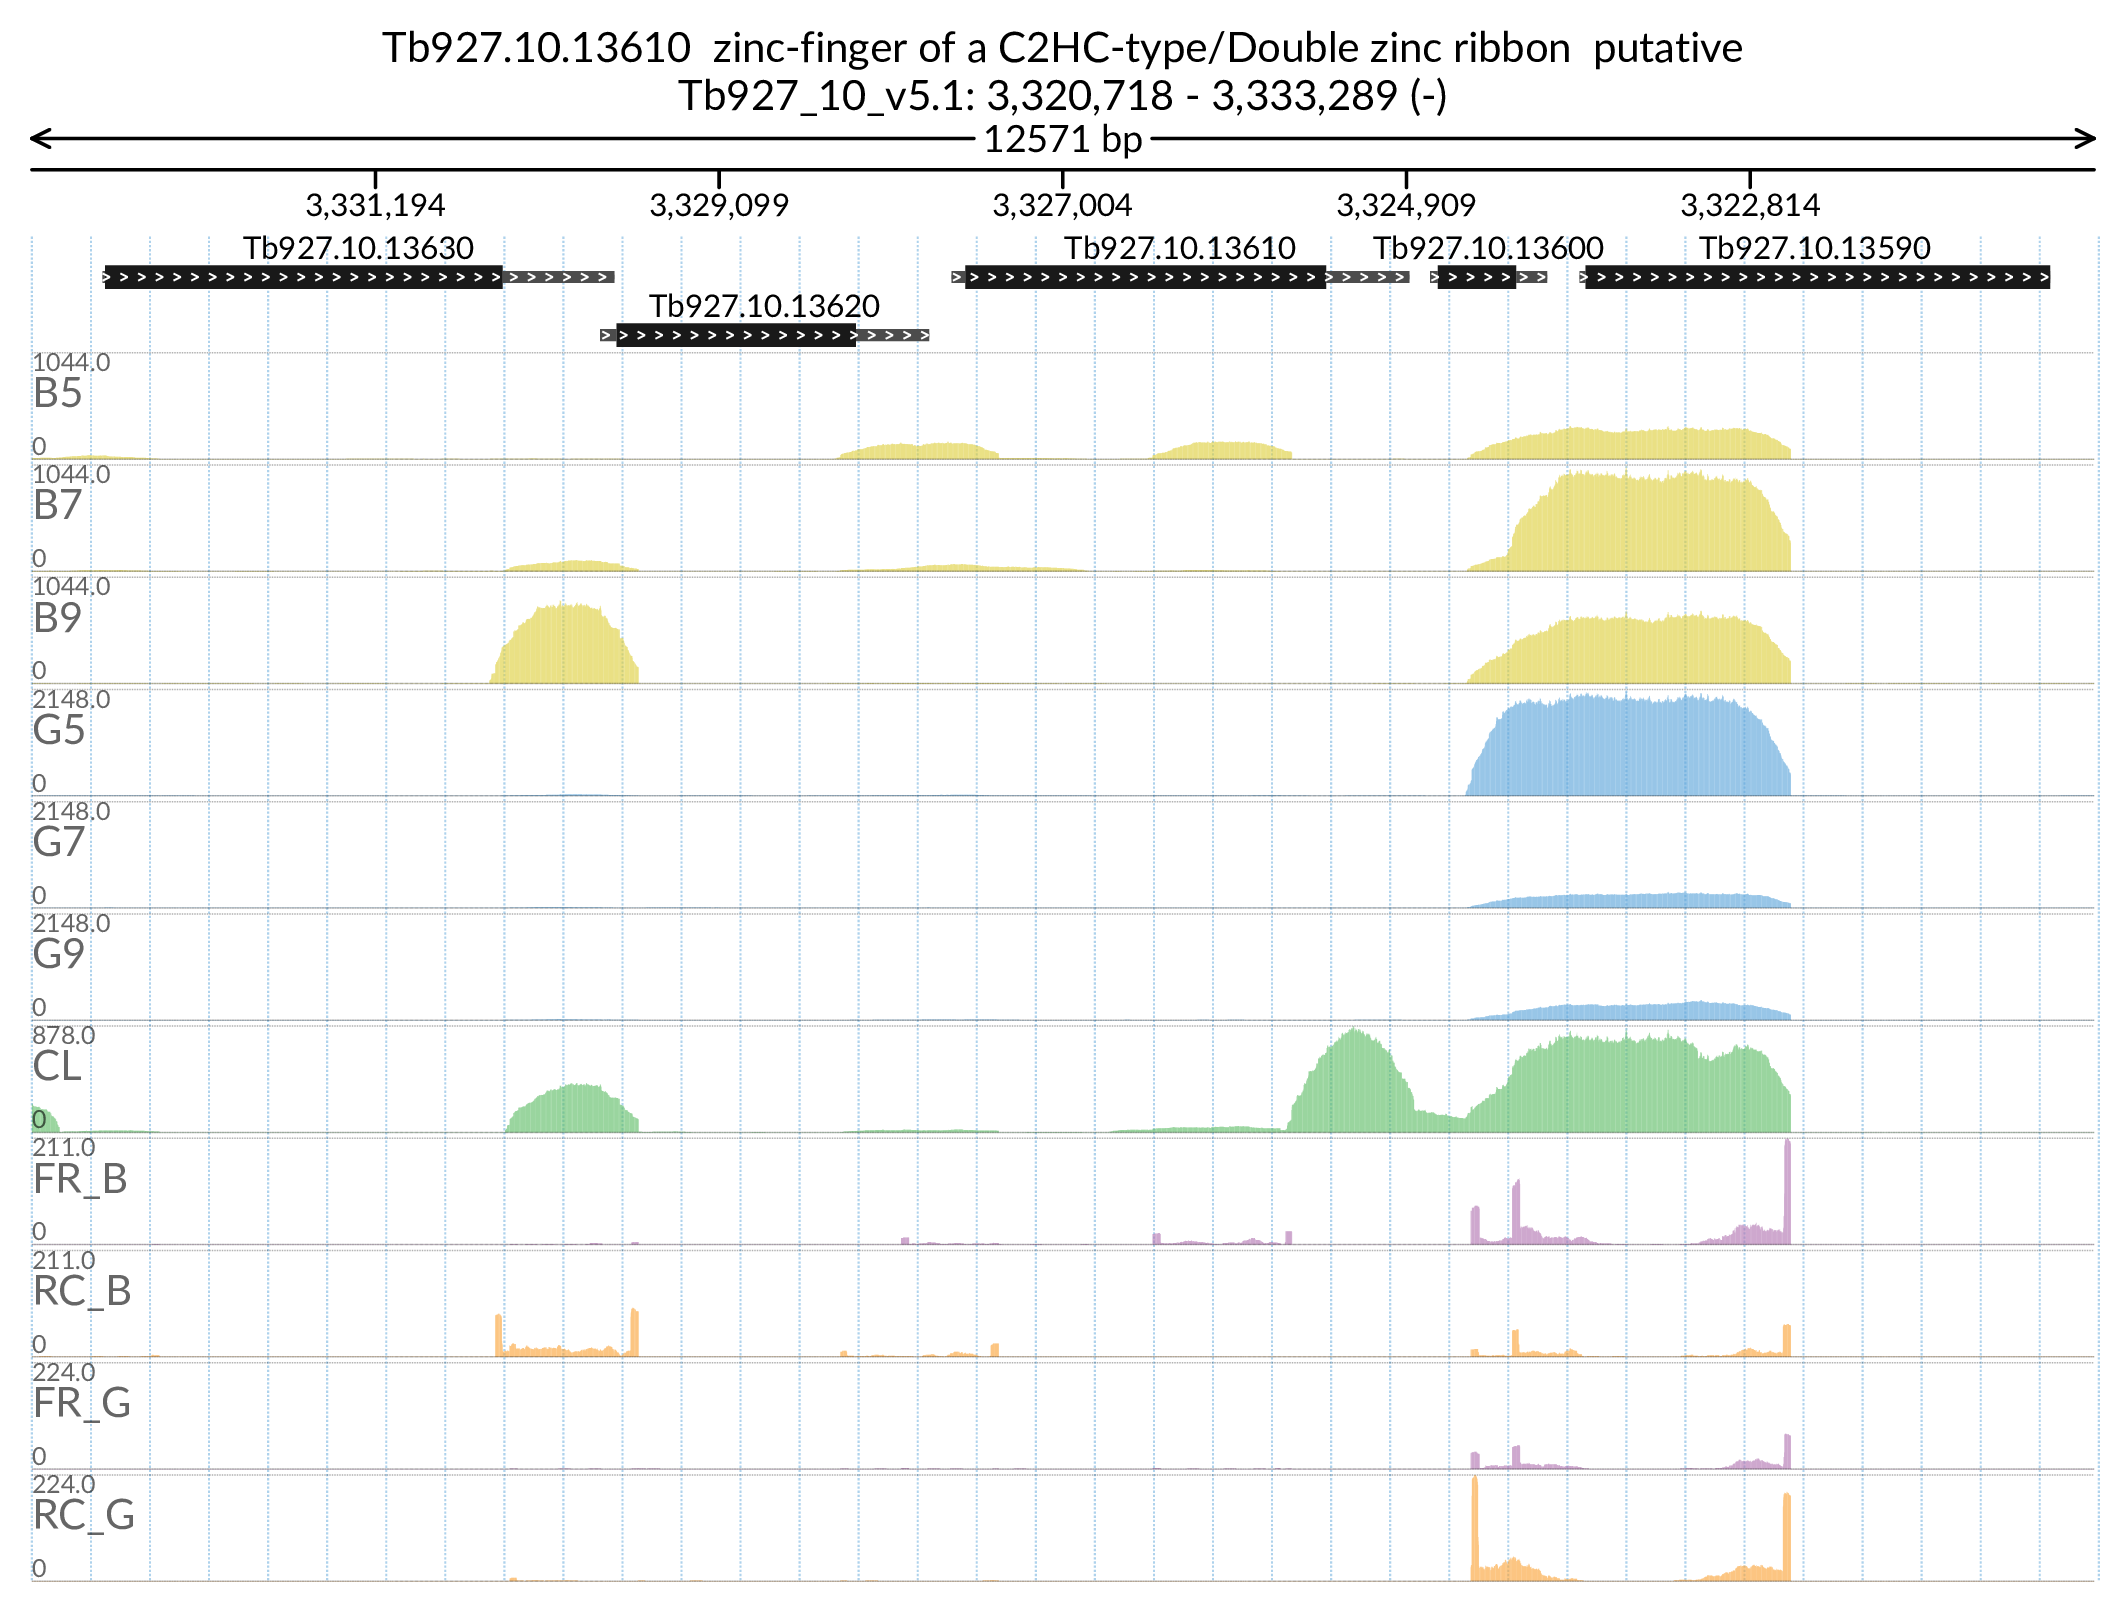 Tb927.10.13610  zinc-finger of a C2HC-type/Double zinc ribbon  putative
Tb927_10_v5.1: 3,320,718 - 3,333,289 (-)
12571 bp
3,331,194 3,329,099 3,327,004 3,324,909 3,322,814
Tb927.10.13630 Tb927.10.13610 Tb927.10.13600 Tb927.10.13590
Tb927.10.13620
1044.0
B5
0
1044.0
B7
0
1044.0
B9
0
2148.0
G5
0
2148.0
G7
0
2148.0
G9
0
878.0
CL
0
211.0
FR_B
0
211.0
RC_B
0
224.0
FR_G
0
224.0
RC_G
0